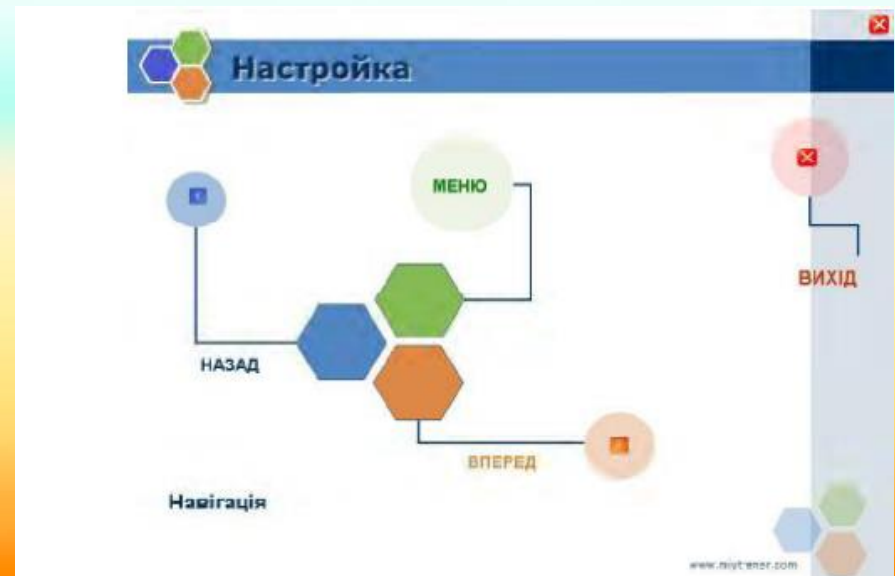 Настройка
МЕНЮ
ВИХІД
НАЗАД
ВПЕРЕД
Навігація